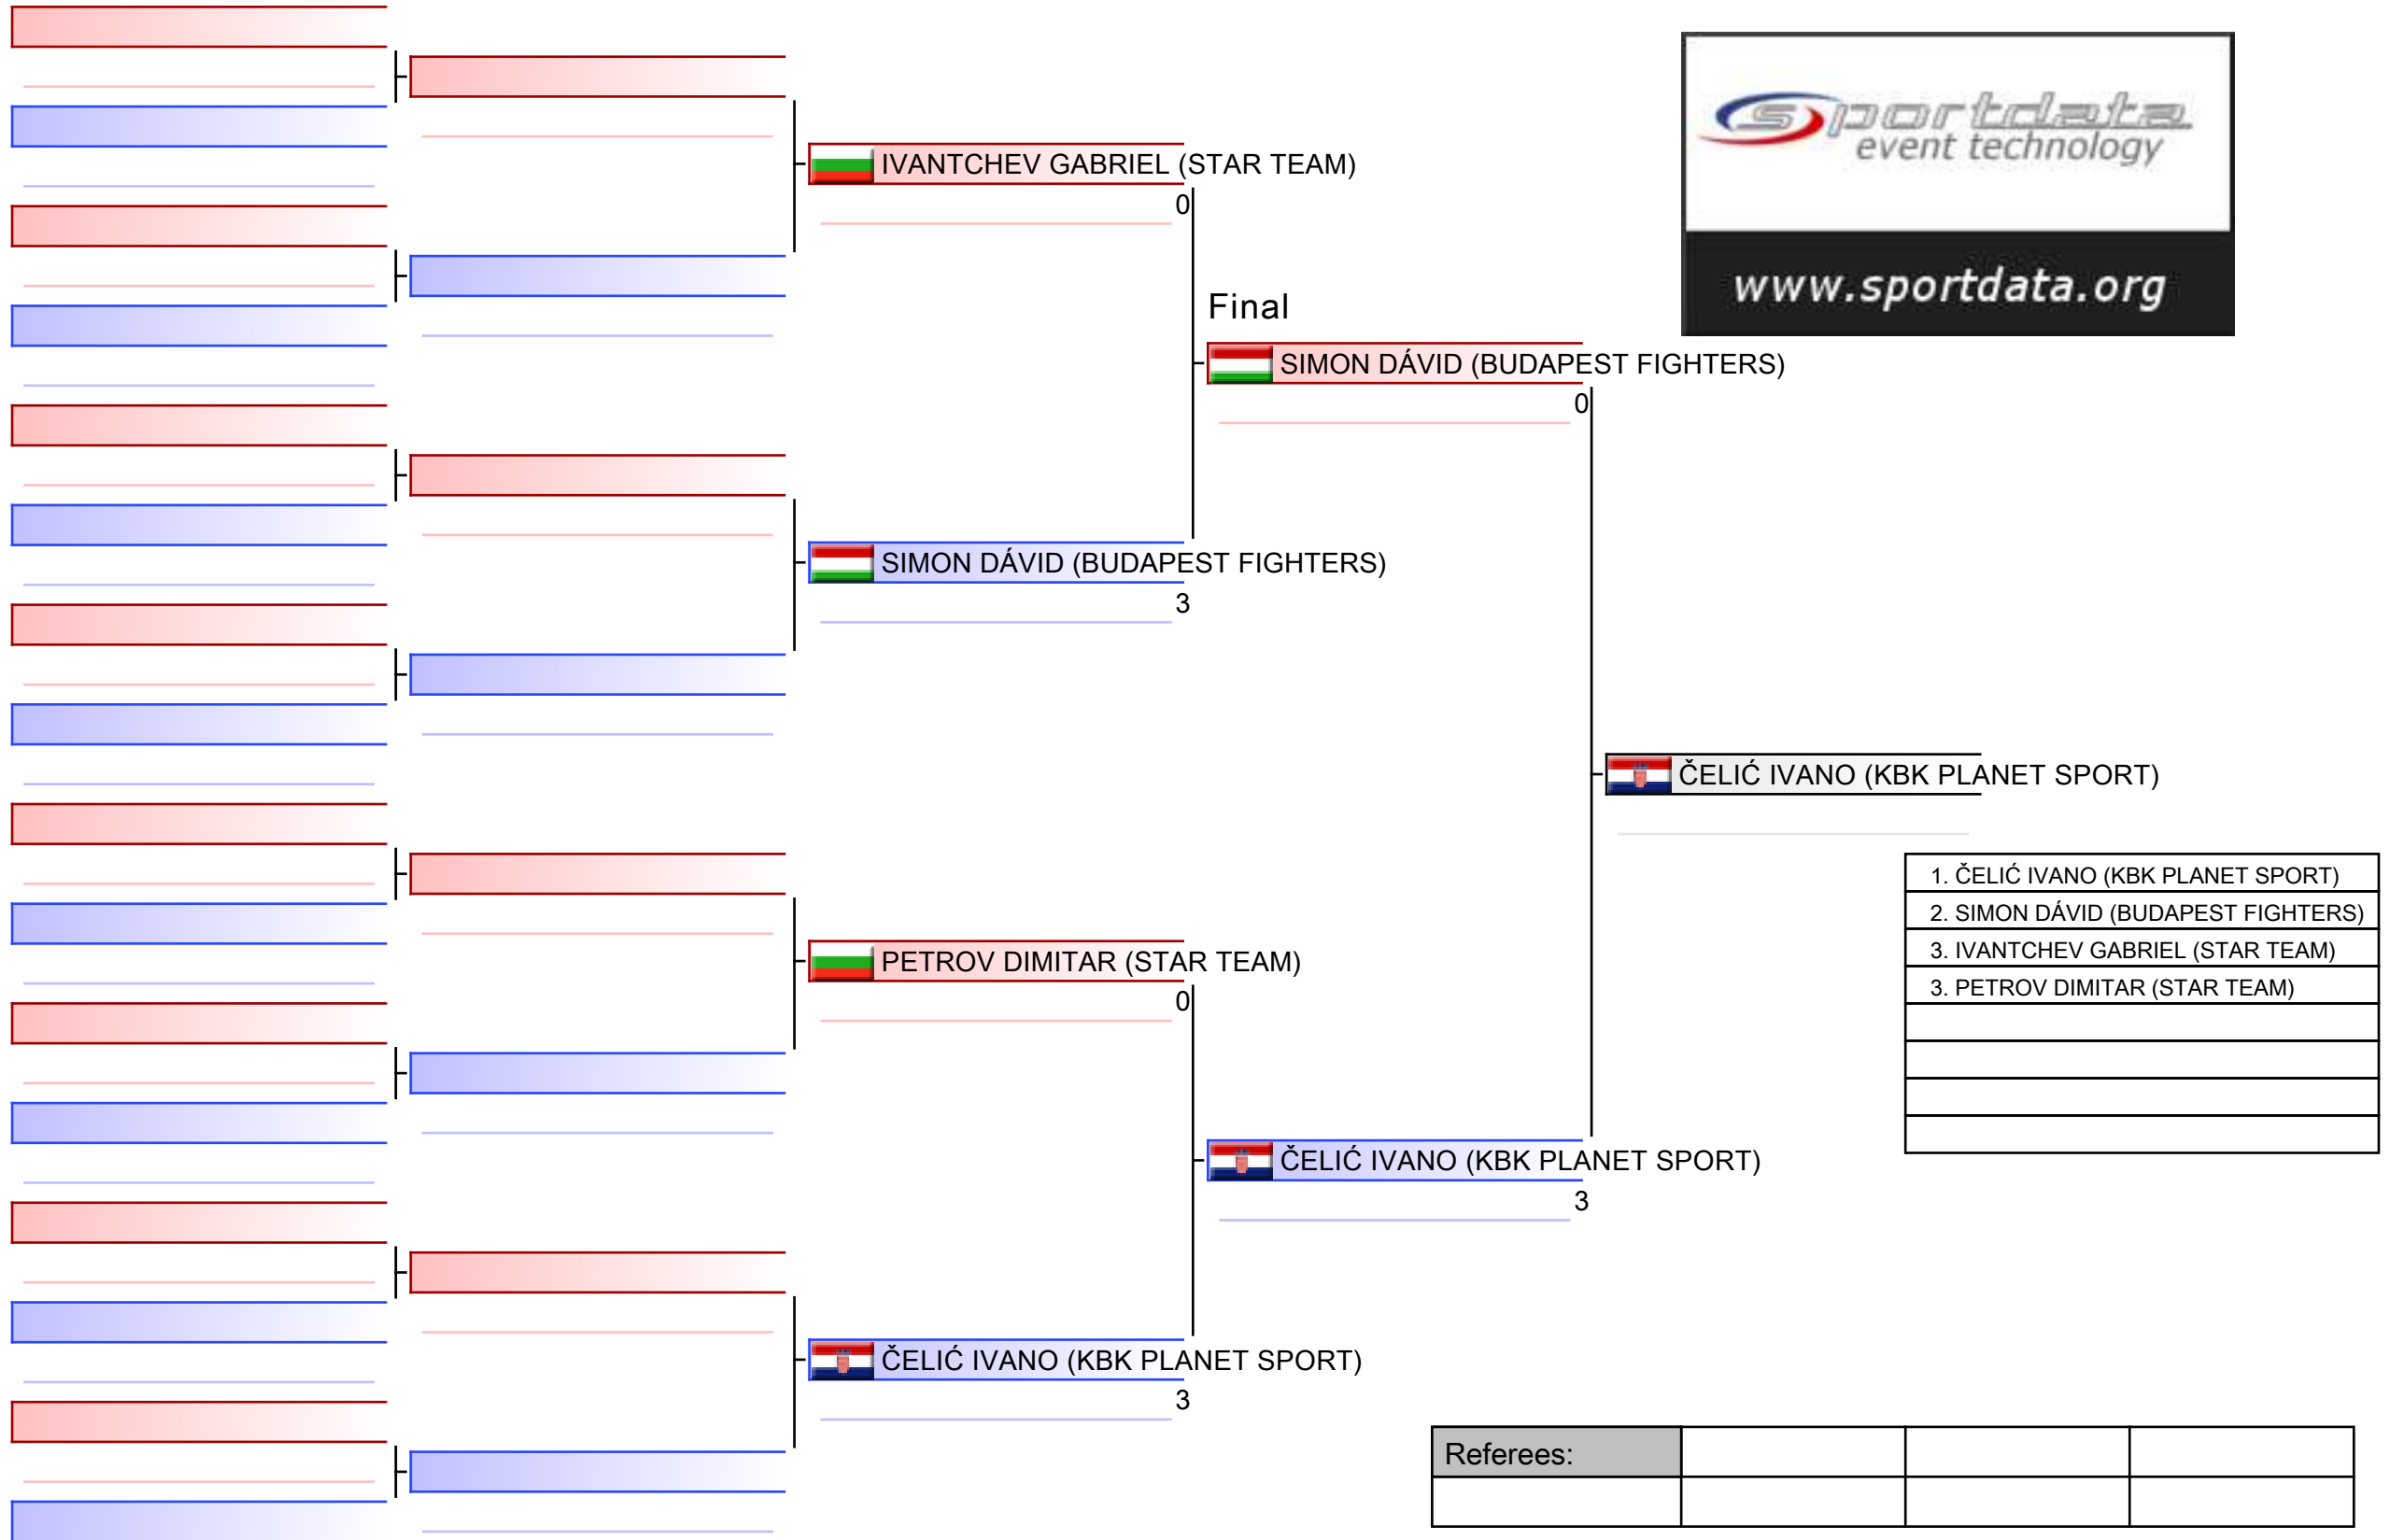 sportdata
event technology
www.sportdata.org
IVANTCHEV GABRIEL (STAR TEAM)
0
Final
SIMON DÁVID (BUDAPEST FIGHTERS)
0
SIMON DÁVID (BUDAPEST FIGHTERS)
3
ČELIĆ IVANO (KBK PLANET SPORT)
1. ČELIĆ IVANO (KBK PLANET SPORT)
2. SIMON DÁVID (BUDAPEST FIGHTERS)
3. IVANTCHEV GABRIEL (STAR TEAM)
3. PETROV DIMITAR (STAR TEAM)
PETROV DIMITAR (STAR TEAM)
0
ČELIĆ IVANO (KBK PLANET SPORT)
3
ČELIĆ IVANO (KBK PLANET SPORT)
3
Referees: